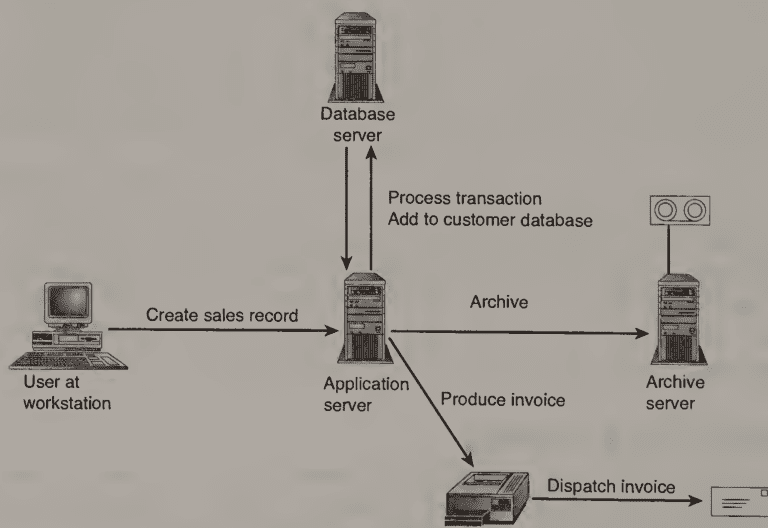 Database
server
Process transaction
Add to customer database
Create sales record
Archive
User at
workstation
Application
server
Produce invoice
Archive
server
Dispatch invoice